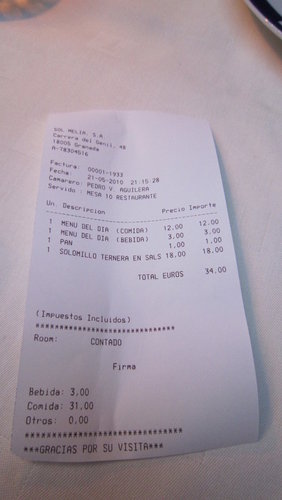 SOL MELIA, S.A.
Carrera del Genil, 48
18005 Granada
A-78304516
Factura: 00001-1933
Fecha: 21-05-2010 21:15:28
Camarero: PEDRO V. AGUILERA
Servido : MESA 10 RESTAURANTE
Un. Descripcion Precio Importe
1 MENU DEL DIA (COMIDA) 12.00 12.00
1 MENU DEL DIA (BEBIDA) 3.00 3.00
1 PAN 1.00 1.00
1 SOLOMILLO TERNERA EN SALS 18.00 18.00
TOTAL EUROS 34.00
(Impuestos Incluidos)
******************************
Room: CONTADO
Firma
Bebida: 3.00
Comida: 31.00
Otros: 0.00
******************************
***GRACIAS POR SU VISITA***